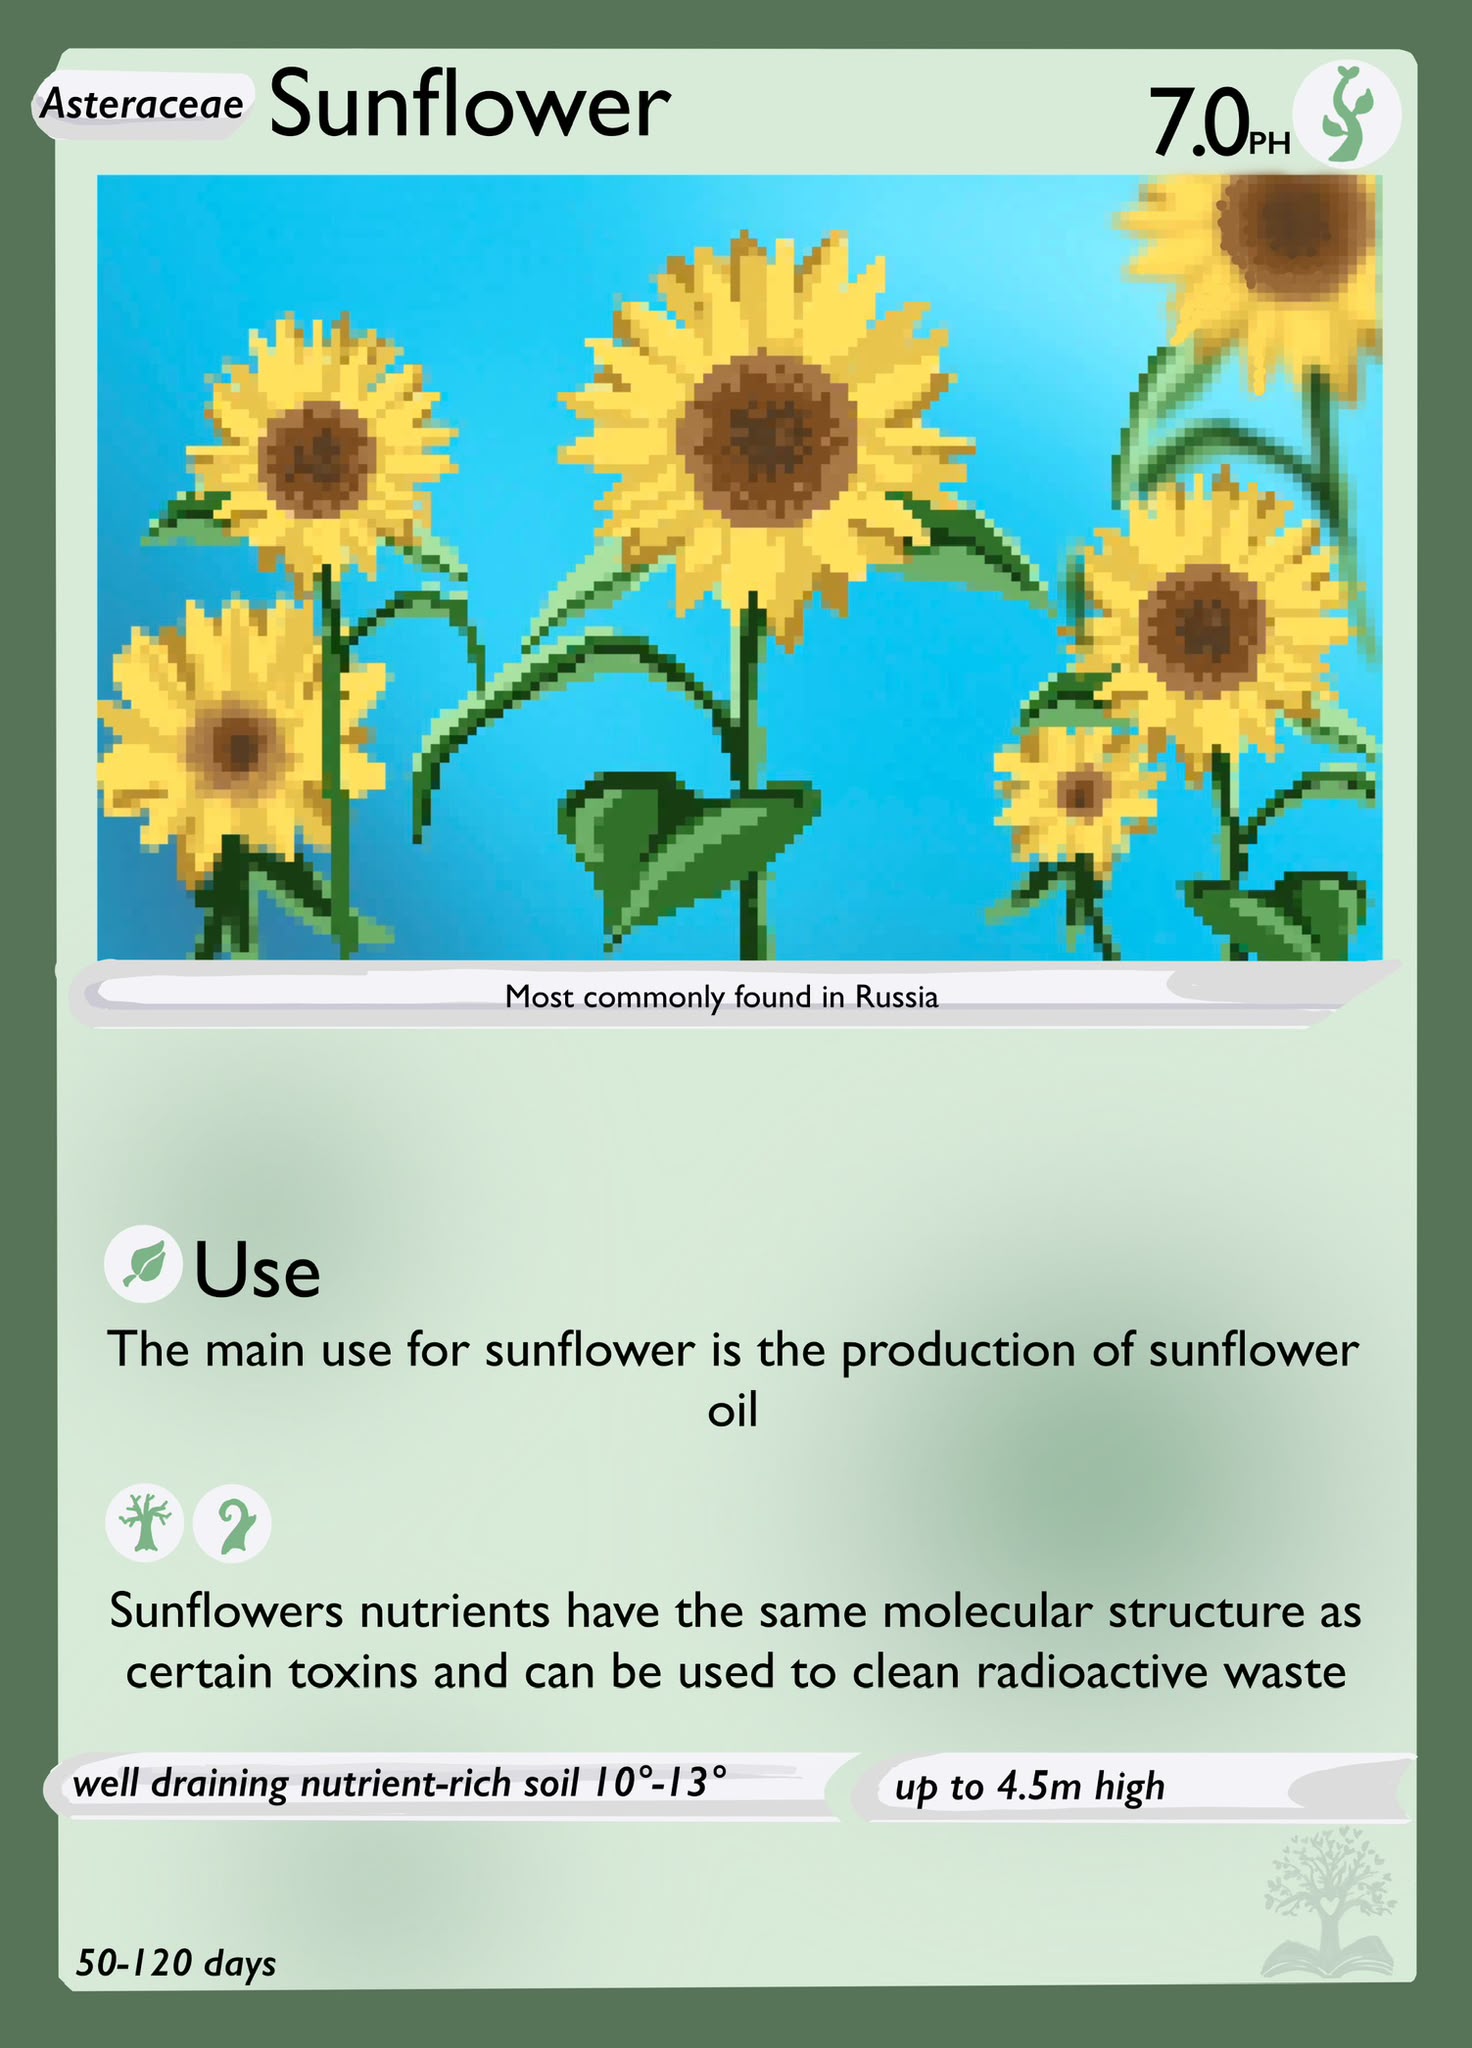 Asteraceae Sunflower 7.0PH
Most commonly found in Russia
Use
The main use for sunflower is the production of sunflower
oil
Sunflowers nutrients have the same molecular structure as
certain toxins and can be used to clean radioactive waste
well draining nutrient-rich soil 10°-13° up to 4.5m high
50-120 days